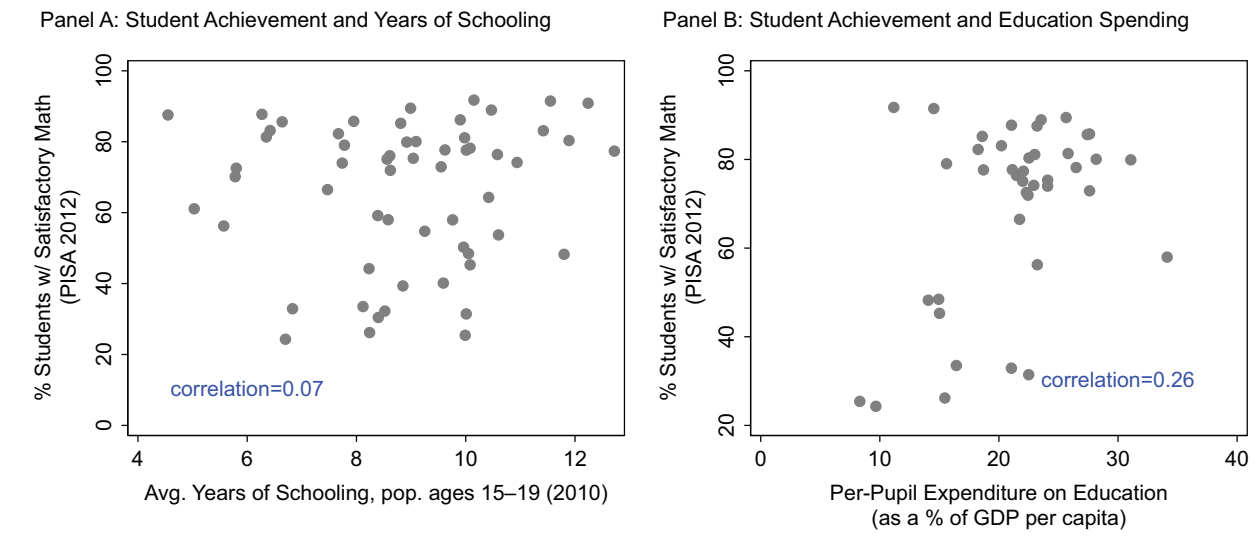 Panel A: Student Achievement and Years of Schooling
% Students w/ Satisfactory Math
(PISA 2012)
100
80
60
40
20
0
correlation=0.07
4 6 8 10 12
Avg. Years of Schooling, pop. ages 15–19 (2010)
Panel B: Student Achievement and Education Spending
% Students w/ Satisfactory Math
(PISA 2012)
100
80
60
40
20
correlation=0.26
0 10 20 30 40
Per-Pupil Expenditure on Education
(as a % of GDP per capita)